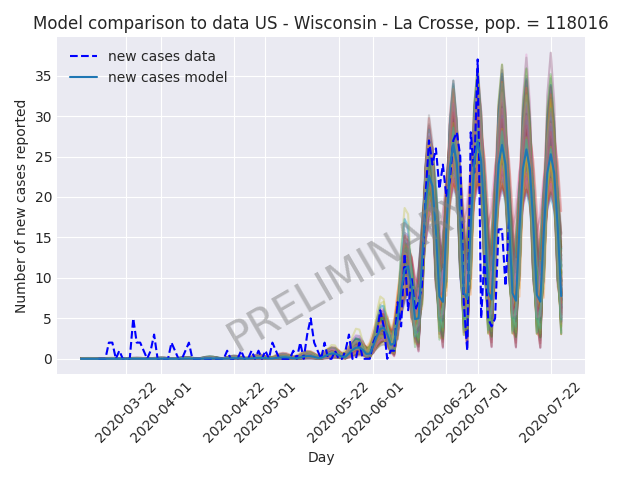 Model comparison to data US - Wisconsin - La Crosse, pop. = 118016
new cases data
new cases model
Number of new cases reported
35
30
25
20
15
10
5
0
PRELIMINARY
2020-03-22
2020-04-01
2020-04-22
2020-05-01
2020-05-22
2020-06-01
2020-06-22
2020-07-01
2020-07-22
Day